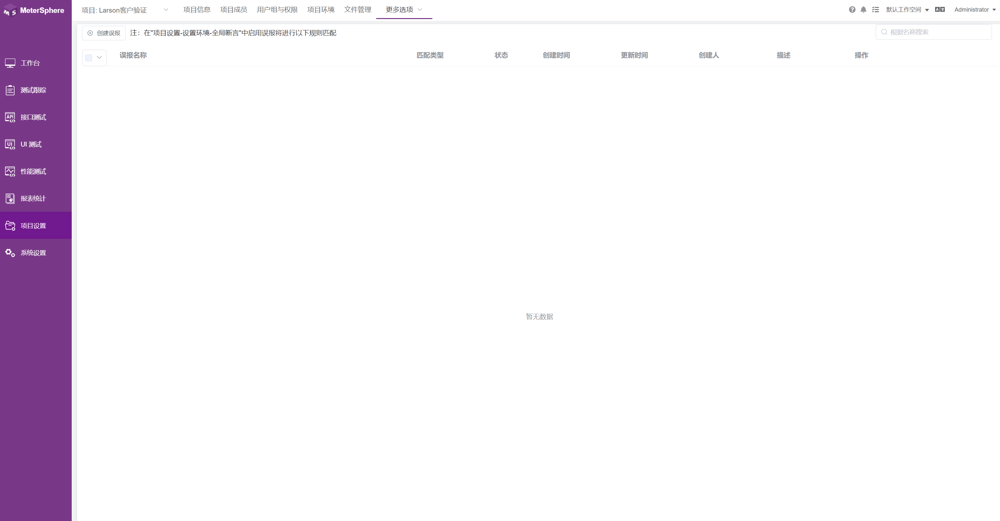 MeterSphere
项目: Larson客户验证
项目信息
项目成员
用户组与权限
项目环境
文件管理
更多选项
默认工作空间
Administrator
创建误报
注：在"项目设置-设置环境-全局断言"中启用误报将进行以下规则匹配
根据名称搜索
误报名称
匹配类型
状态
创建时间
更新时间
创建人
描述
操作
工作台
测试跟踪
API
接口测试
UI
UI 测试
性能测试
报表统计
项目设置
系统设置
暂无数据